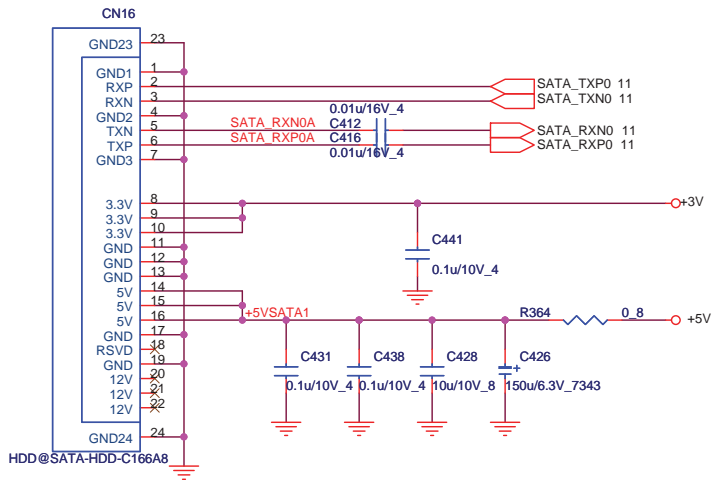 CN16
GND23 23
GND1 1
RXP 2 SATA_TXP0 11
RXN 3 SATA_TXN0 11
GND2 4 0.01u/16V_4
TXN 5 SATA_RXN0A C412 SATA_RXN0 11
TXP 6 SATA_RXP0A C416 SATA_RXP0 11
GND3 7 0.01u/16V_4
3.3V 8 +3V
3.3V 9
3.3V 10
GND 11 C441
GND 12
GND 13 0.1u/10V_4
5V 14
5V 15 +5VSATA1 R364 0_8
5V 16 +5V
GND 17
RSVD 18
GND 19 C431 C438 C428 C426
12V 20 0.1u/10V_4 0.1u/10V_4 10u/10V_8 + 150u/6.3V_7343
12V 21
12V 22
GND24 24
HDD@SATA-HDD-C166A8